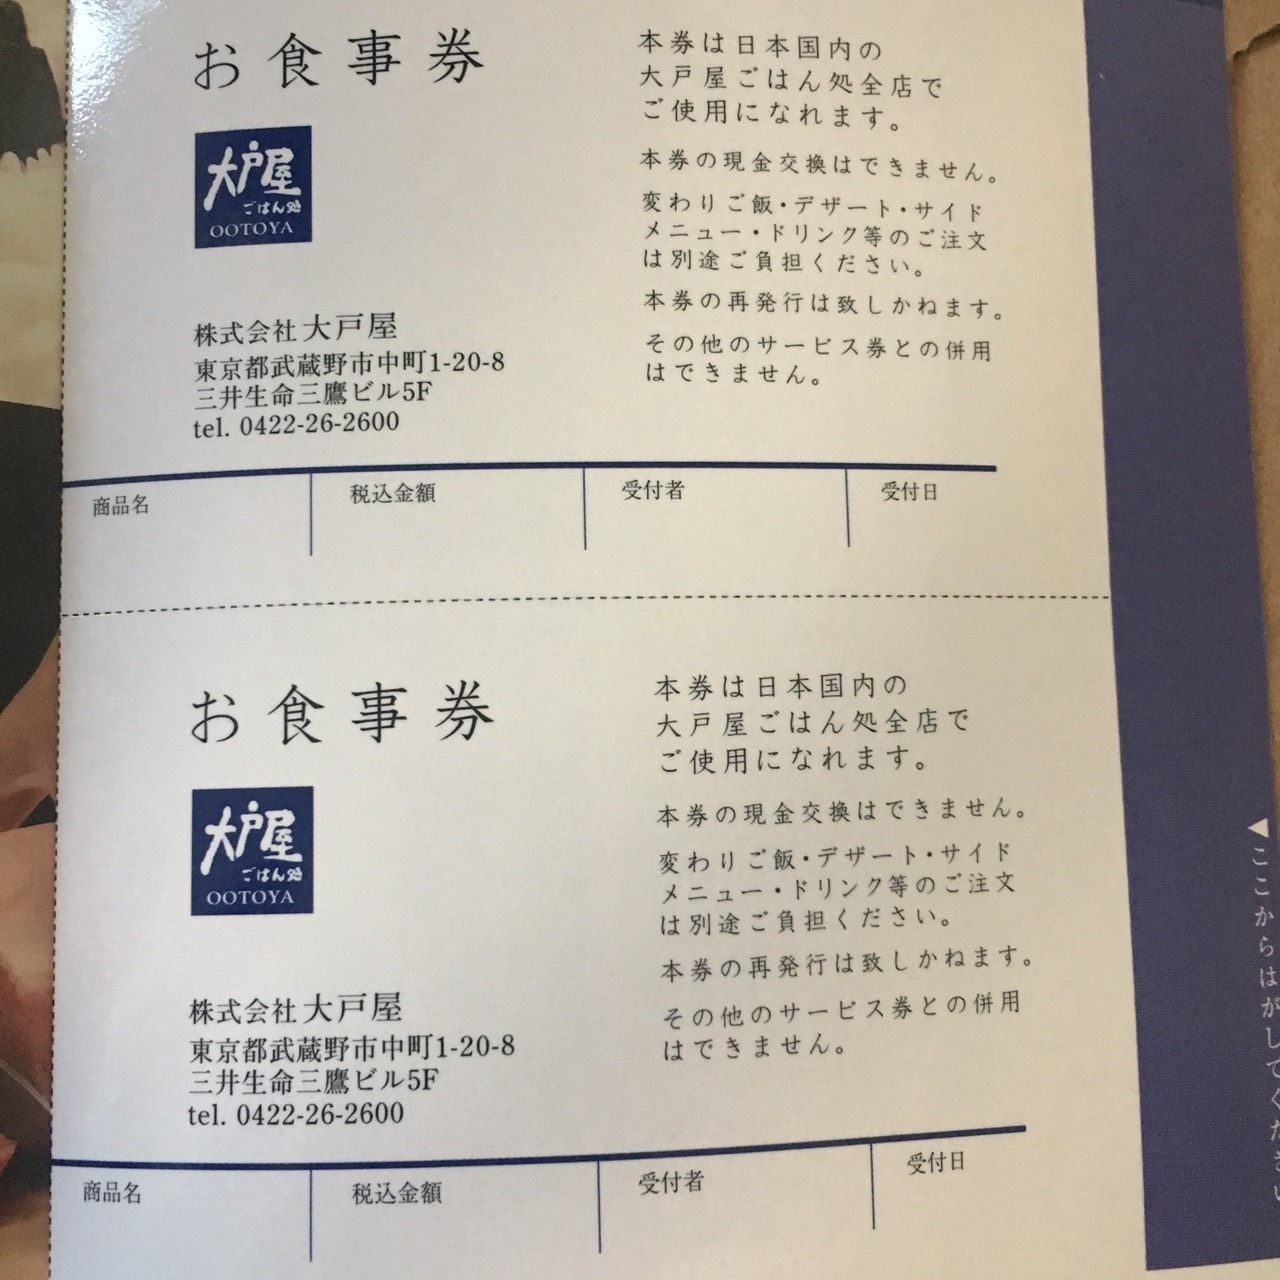 お食事券
大戸屋
ごはん処
OOTOYA
株式会社大戸屋
東京都武蔵野市中町1-20-8
三井生命三鷹ビル5F
tel. 0422-26-2600
本券は日本国内の
大戸屋ごはん処全店で
ご使用になれます。
本券の現金交換はできません。
変わりご飯・デザート・サイド
メニュー・ドリンク等のご注文
は別途ご負担ください。
本券の再発行は致しかねます。
その他のサービス券との併用
はできません。
商品名
税込金額
受付者
受付日
お食事券
大戸屋
ごはん処
OOTOYA
株式会社大戸屋
東京都武蔵野市中町1-20-8
三井生命三鷹ビル5F
tel. 0422-26-2600
本券は日本国内の
大戸屋ごはん処全店で
ご使用になれます。
本券の現金交換はできません。
変わりご飯・デザート・サイド
メニュー・ドリンク等のご注文
は別途ご負担ください。
本券の再発行は致しかねます。
その他のサービス券との併用
はできません。
商品名
税込金額
受付者
受付日
◀ここからはがしてください